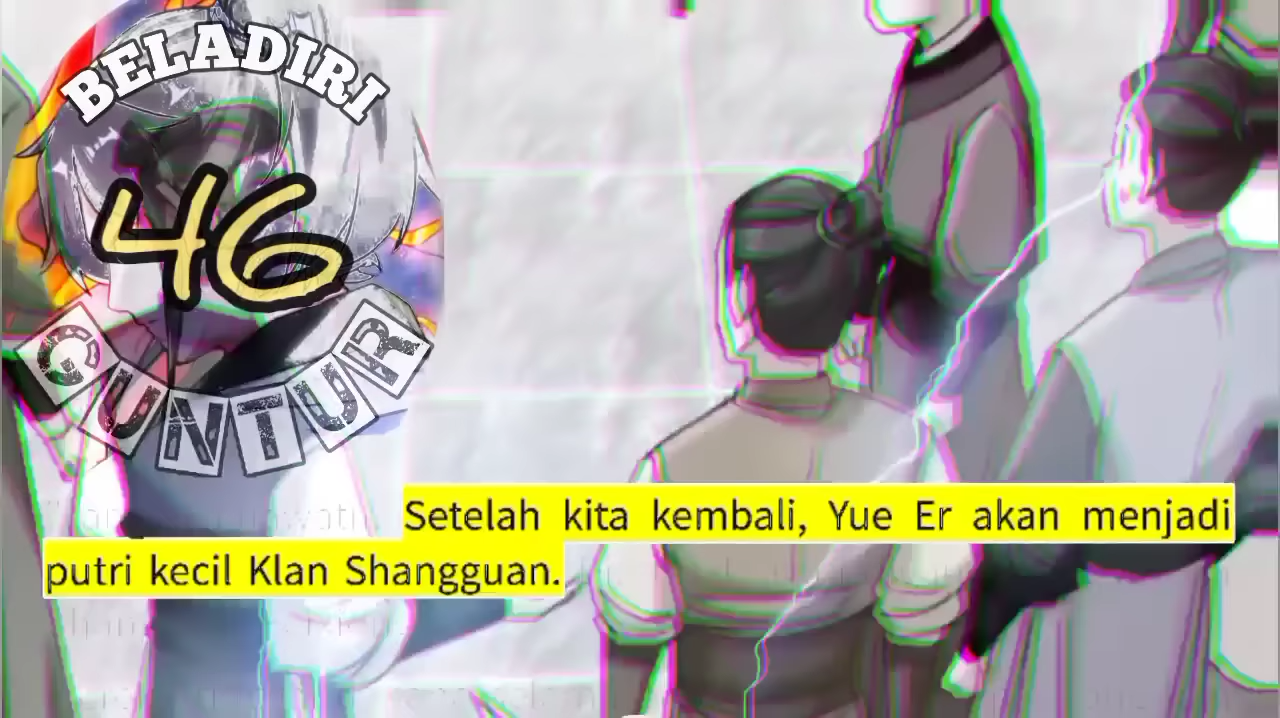 BELADIRI
46
GUNTUR
Setelah kita kembali, Yue Er akan menjadi
putri kecil Klan Shangguan.